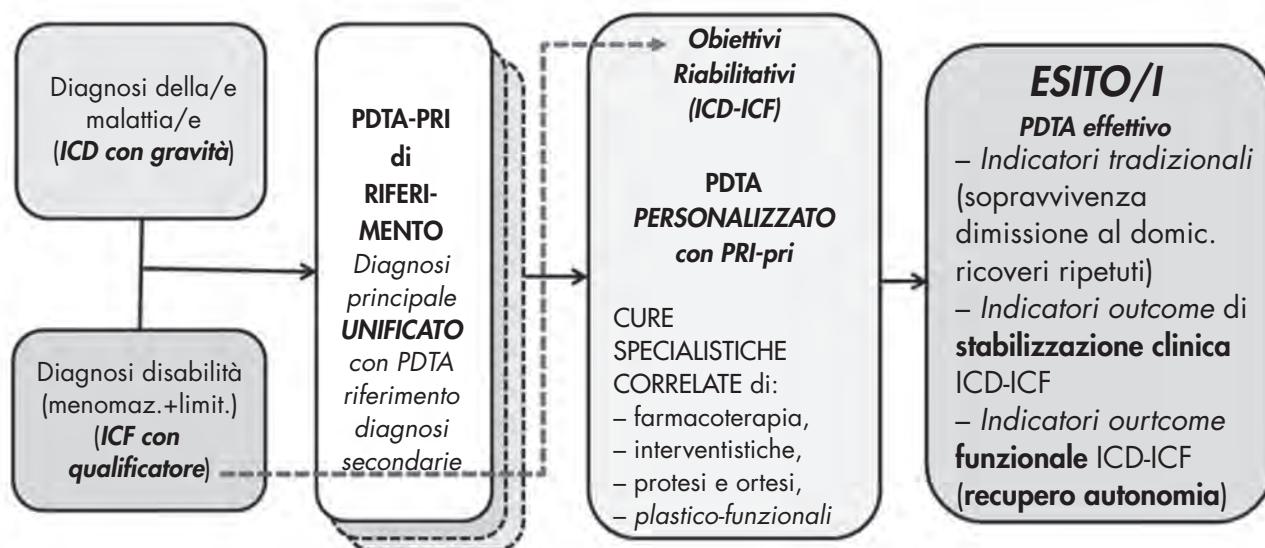 Diagnosi della/e
malattia/e
(ICD con gravità)
Diagnosi disabilità
(menomaz.+limit.)
(ICF con
qualificatore)
PDTA-PRI
di
RIFERI-
MENTO
Diagnosi
principale
UNIFICATO
con PDTA
riferimento
diagnosi
secondarie
Obiettivi
Riabilitativi
(ICD-ICF)
PDTA
PERSONALIZZATO
con PRI-pri
CURE
SPECIALISTICHE
CORRELATE di:
– farmacoterapia,
– interventistiche,
– protesi e ortesi,
– plastico-funzionali
ESITO/I
PDTA effettivo
– Indicatori tradizionali
(sopravvivenza
dimissione al domic.
ricoveri ripetuti)
– Indicatori outcome di
stabilizzazione clinica
ICD-ICF
– Indicatori ourtcome
funzionale ICD-ICF
(recupero autonomia)